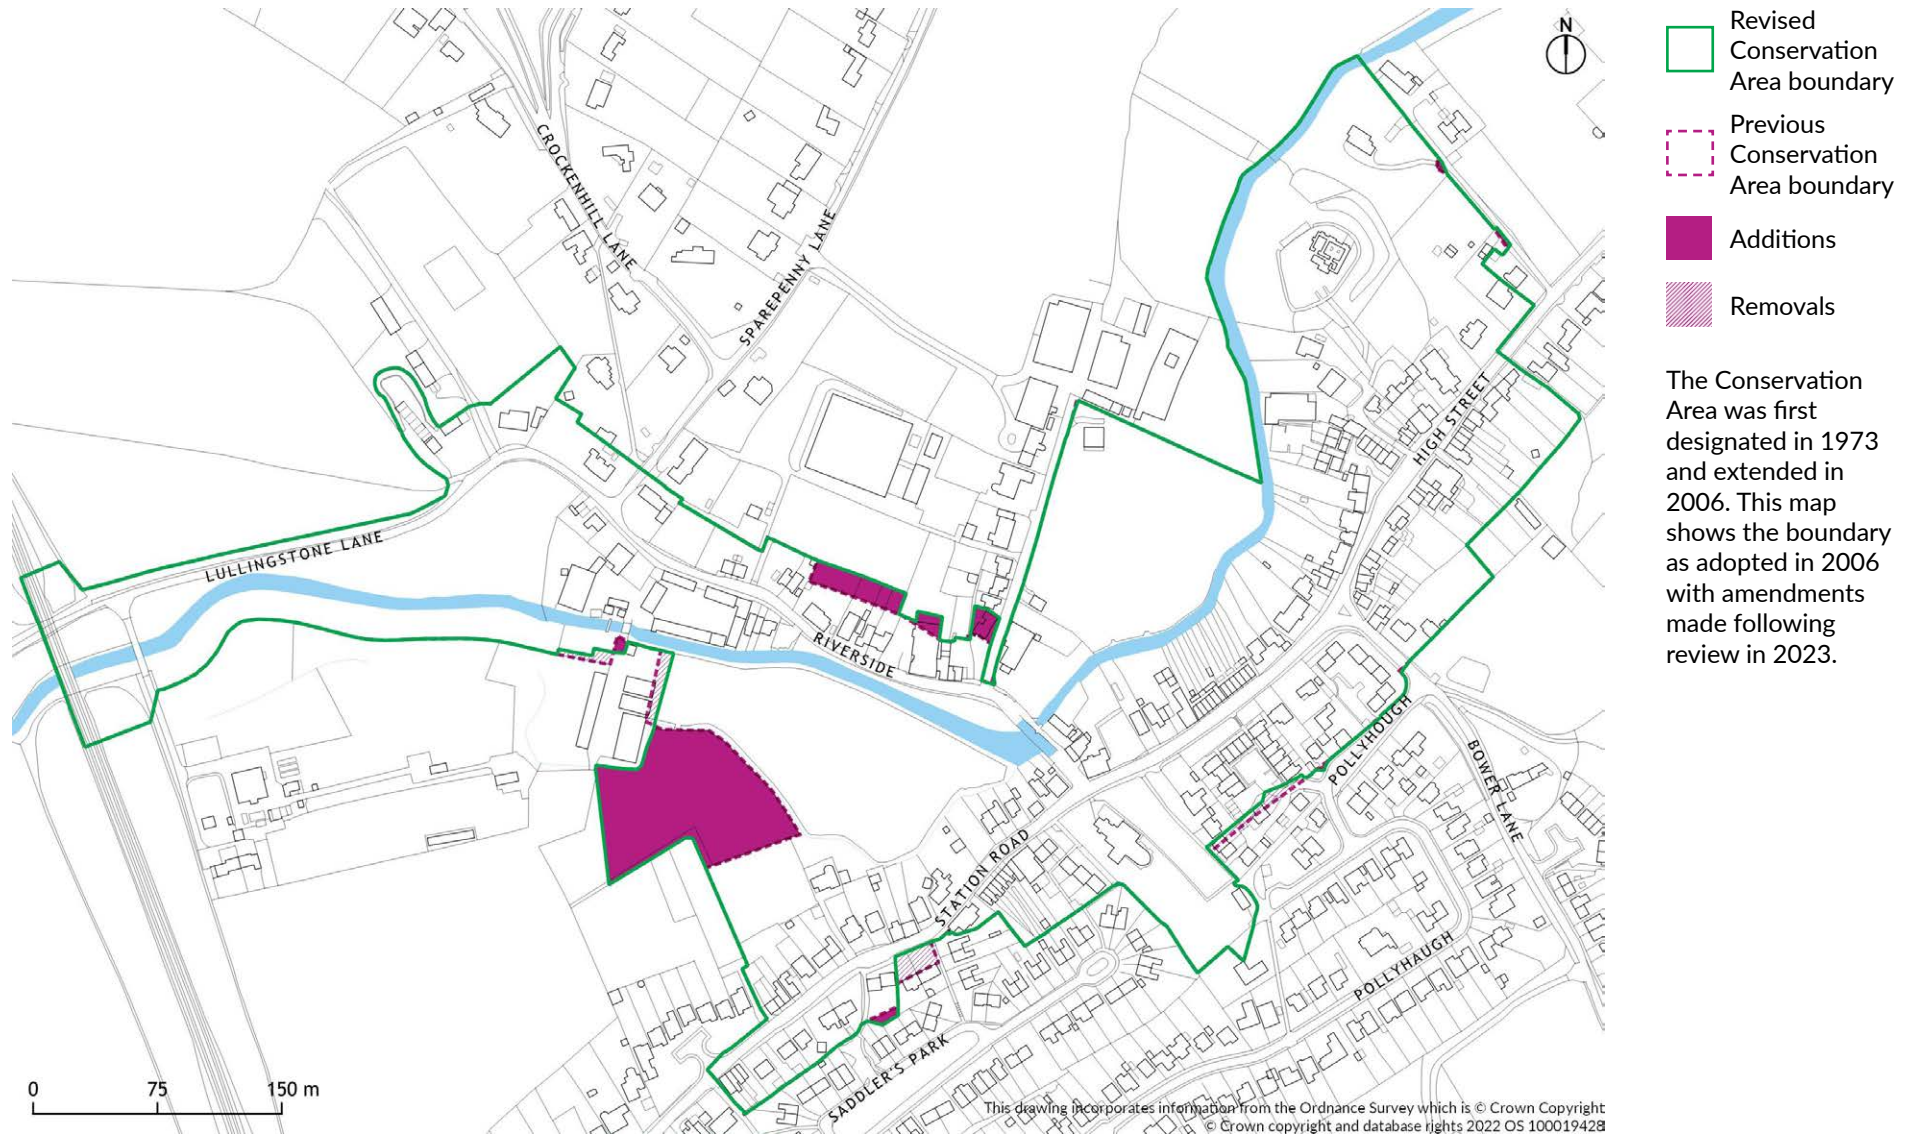 N
Revised
Conservation
Area boundary
Previous
Conservation
Area boundary
Additions
Removals
The Conservation
Area was first
designated in 1973
and extended in
2006. This map
shows the boundary
as adopted in 2006
with amendments
made following
review in 2023.
CROCKENHILL LANE
SPAREPENNY LANE
HIGH STREET
LULLINGSTONE LANE
RIVERSIDE
POLLYHOUGH
BOWER LANE
STATION ROAD
POLLYHAUGH
SADDLER'S PARK
0 75 150 m
This drawing incorporates information from the Ordnance Survey which is © Crown Copyright
© Crown copyright and database rights 2022 OS 100019428